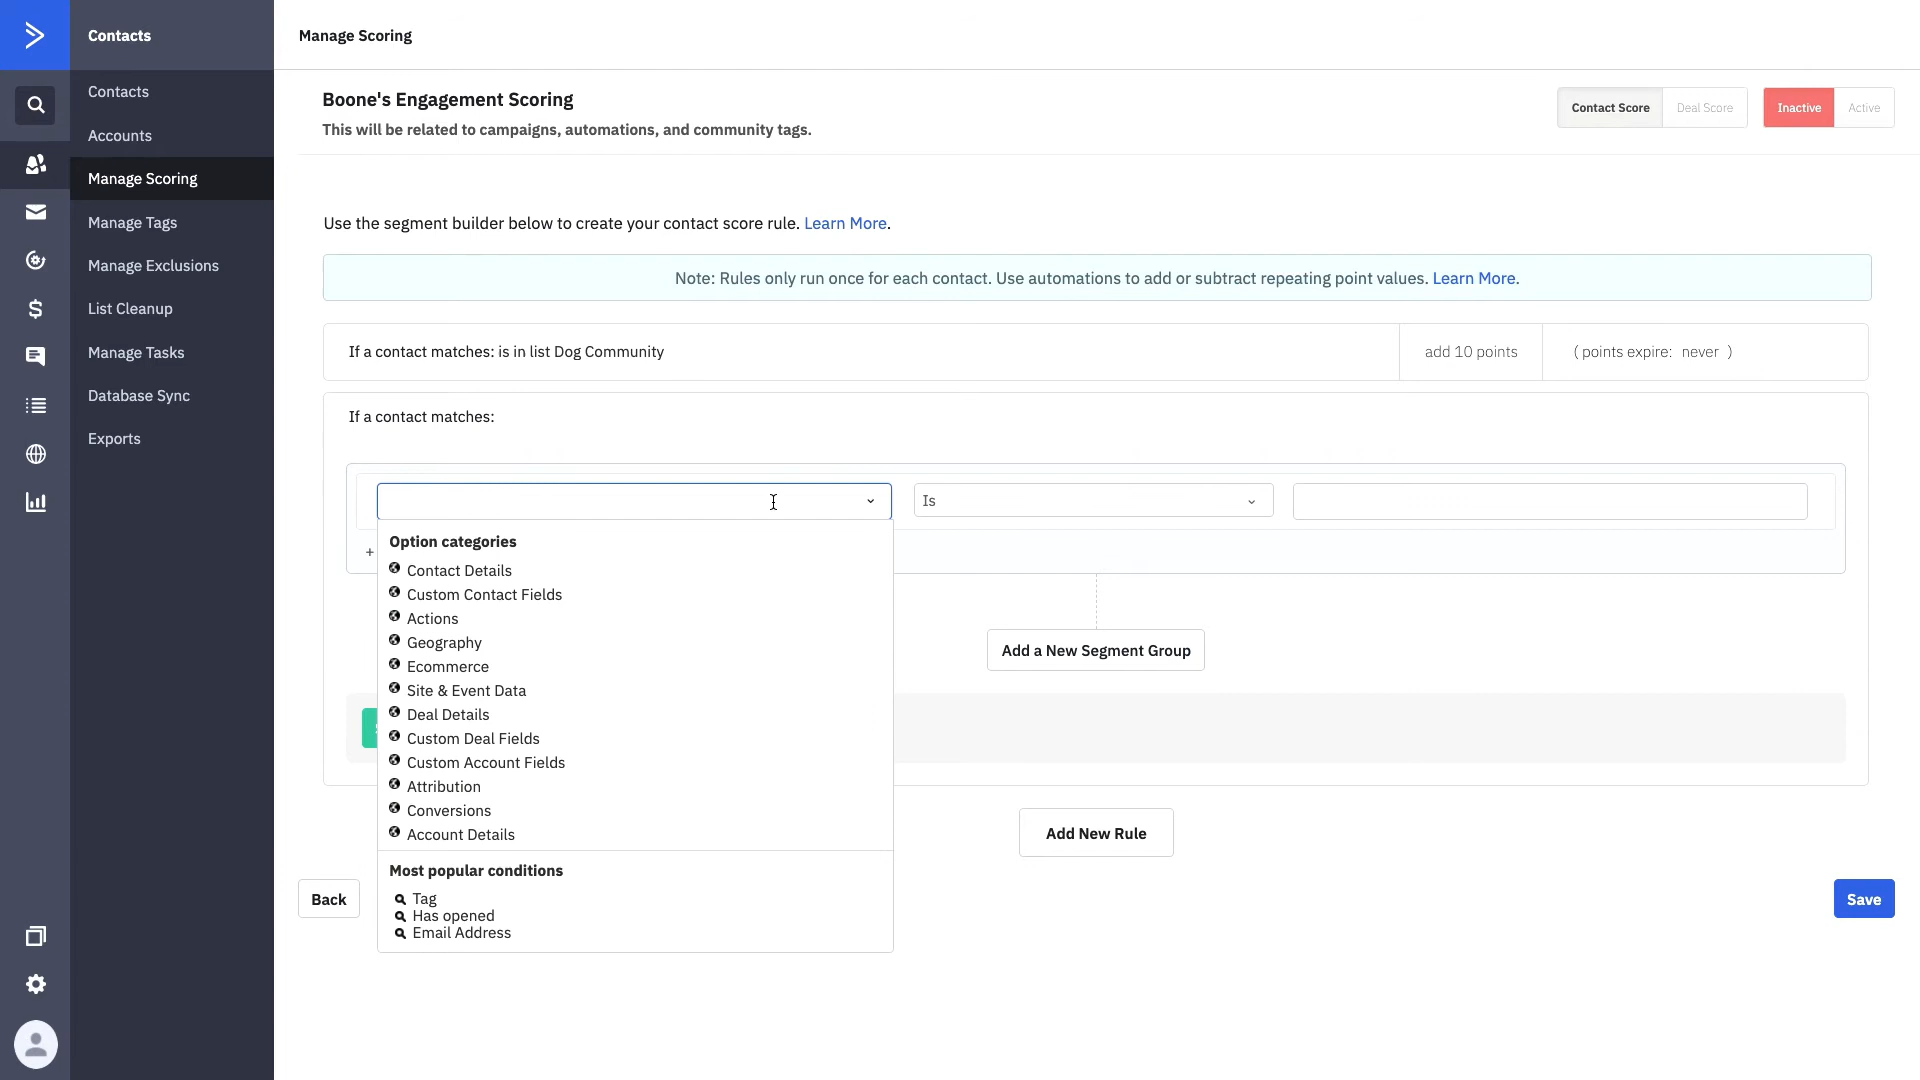 Contacts
Manage Scoring
Contacts
Accounts
Manage Scoring
Manage Tags
Manage Exclusions
List Cleanup
Manage Tasks
Database Sync
Exports
Boone's Engagement Scoring
This will be related to campaigns, automations, and community tags.
Contact Score Deal Score Inactive Active
Use the segment builder below to create your contact score rule. Learn More.
Note: Rules only run once for each contact. Use automations to add or subtract repeating point values. Learn More.
If a contact matches: is in list Dog Community add 10 points ( points expire: never )
If a contact matches:
Is
+
Option categories
Contact Details
Custom Contact Fields
Actions
Geography
Ecommerce
Site & Event Data
Deal Details
Custom Deal Fields
Custom Account Fields
Attribution
Conversions
Account Details
Most popular conditions
Tag
Has opened
Email Address
Add a New Segment Group
Add New Rule
Back
Save